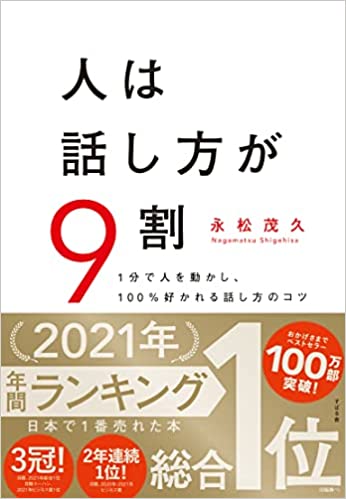 人は
話し方が
9割
永松茂久
Nagamatsu Shigehisa
1分で人を動かし、
100%好かれる話し方のコツ
2021年
年間ランキング
日本で1番売れた本
総合1位
おかげさまで
ベストセラー
100万部
突破!
すばる舎
3冠!
2年連続
1位!